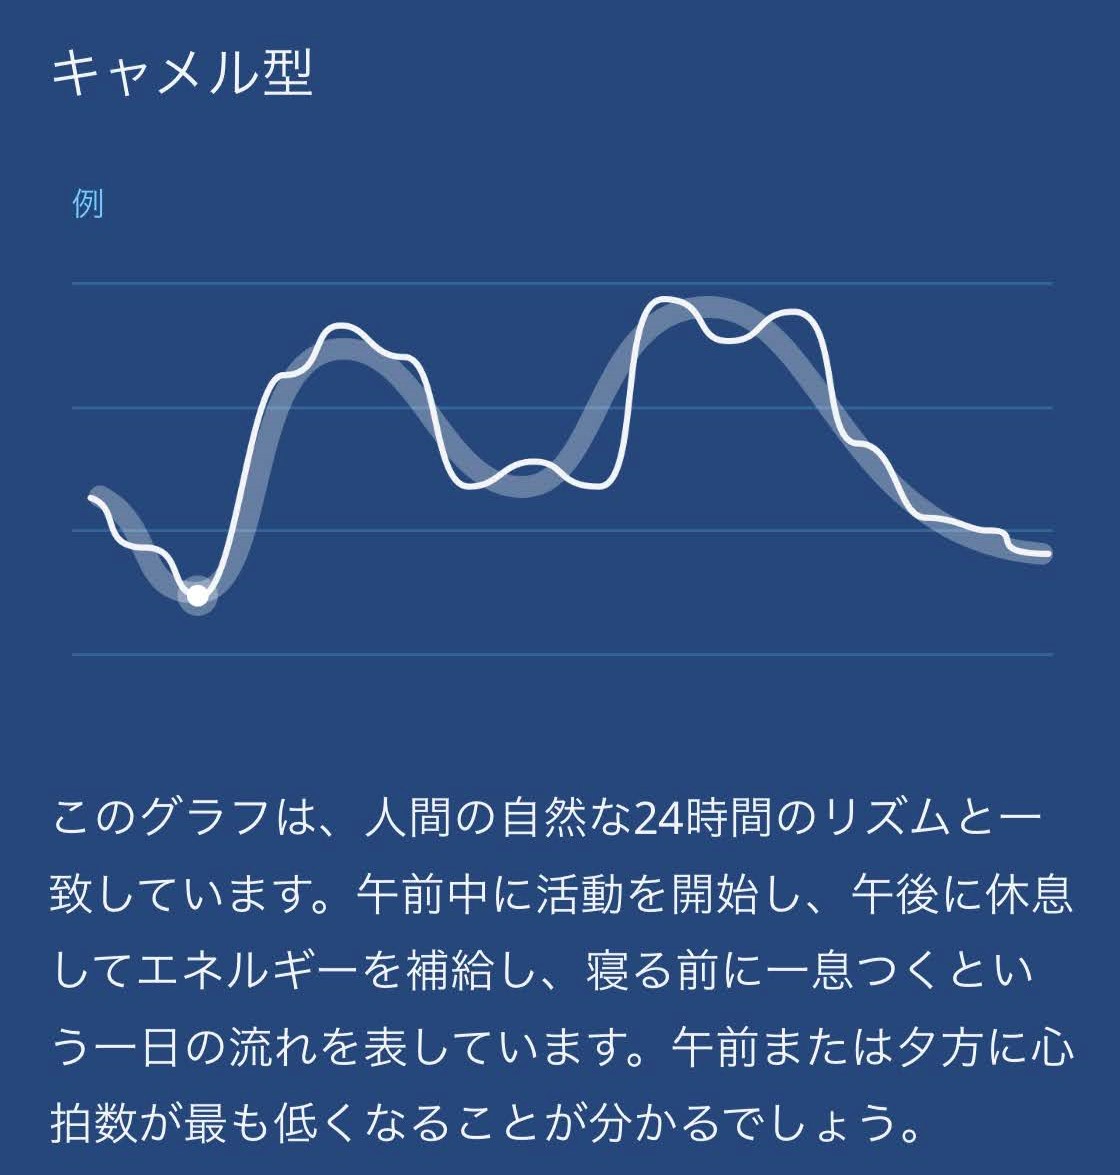 キャメル型
例
このグラフは、人間の自然な24時間のリズムと一
致しています。午前中に活動を開始し、午後に休息
してエネルギーを補給し、寝る前に一息つくとい
う一日の流れを表しています。午前または夕方に心
拍数が最も低くなることが分かるでしょう。